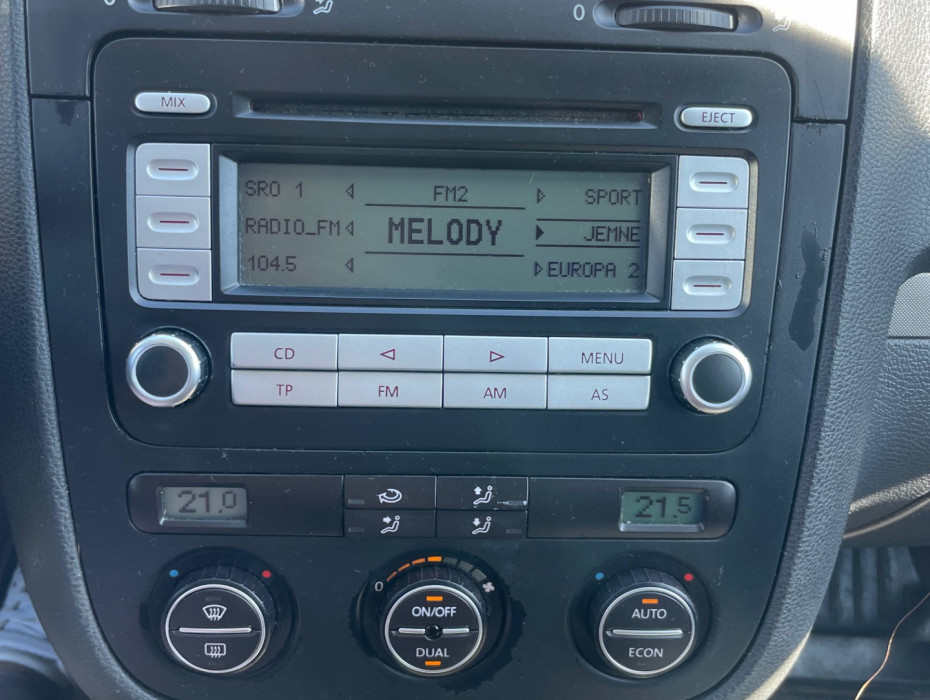 0
0
MIX
EJECT
SRO 1
FM2
SPORT
RADIO_FM
MELODY
JEMNE
104.5
EUROPA 2
CD
MENU
TP
FM
AM
AS
21.0
21.5
0
ON/OFF
DUAL
AUTO
ECON